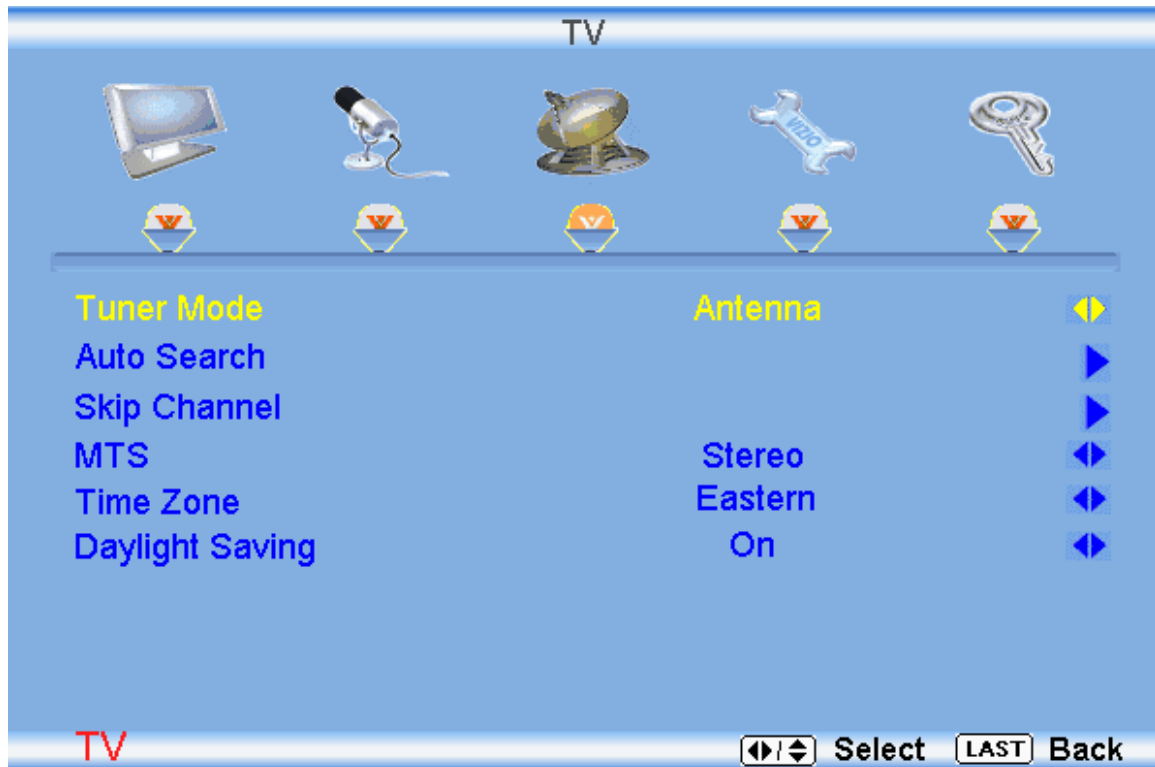 TV
VIZIO
Tuner Mode Antenna
Auto Search
Skip Channel
MTS Stereo
Time Zone Eastern
Daylight Saving On
TV Select LAST Back